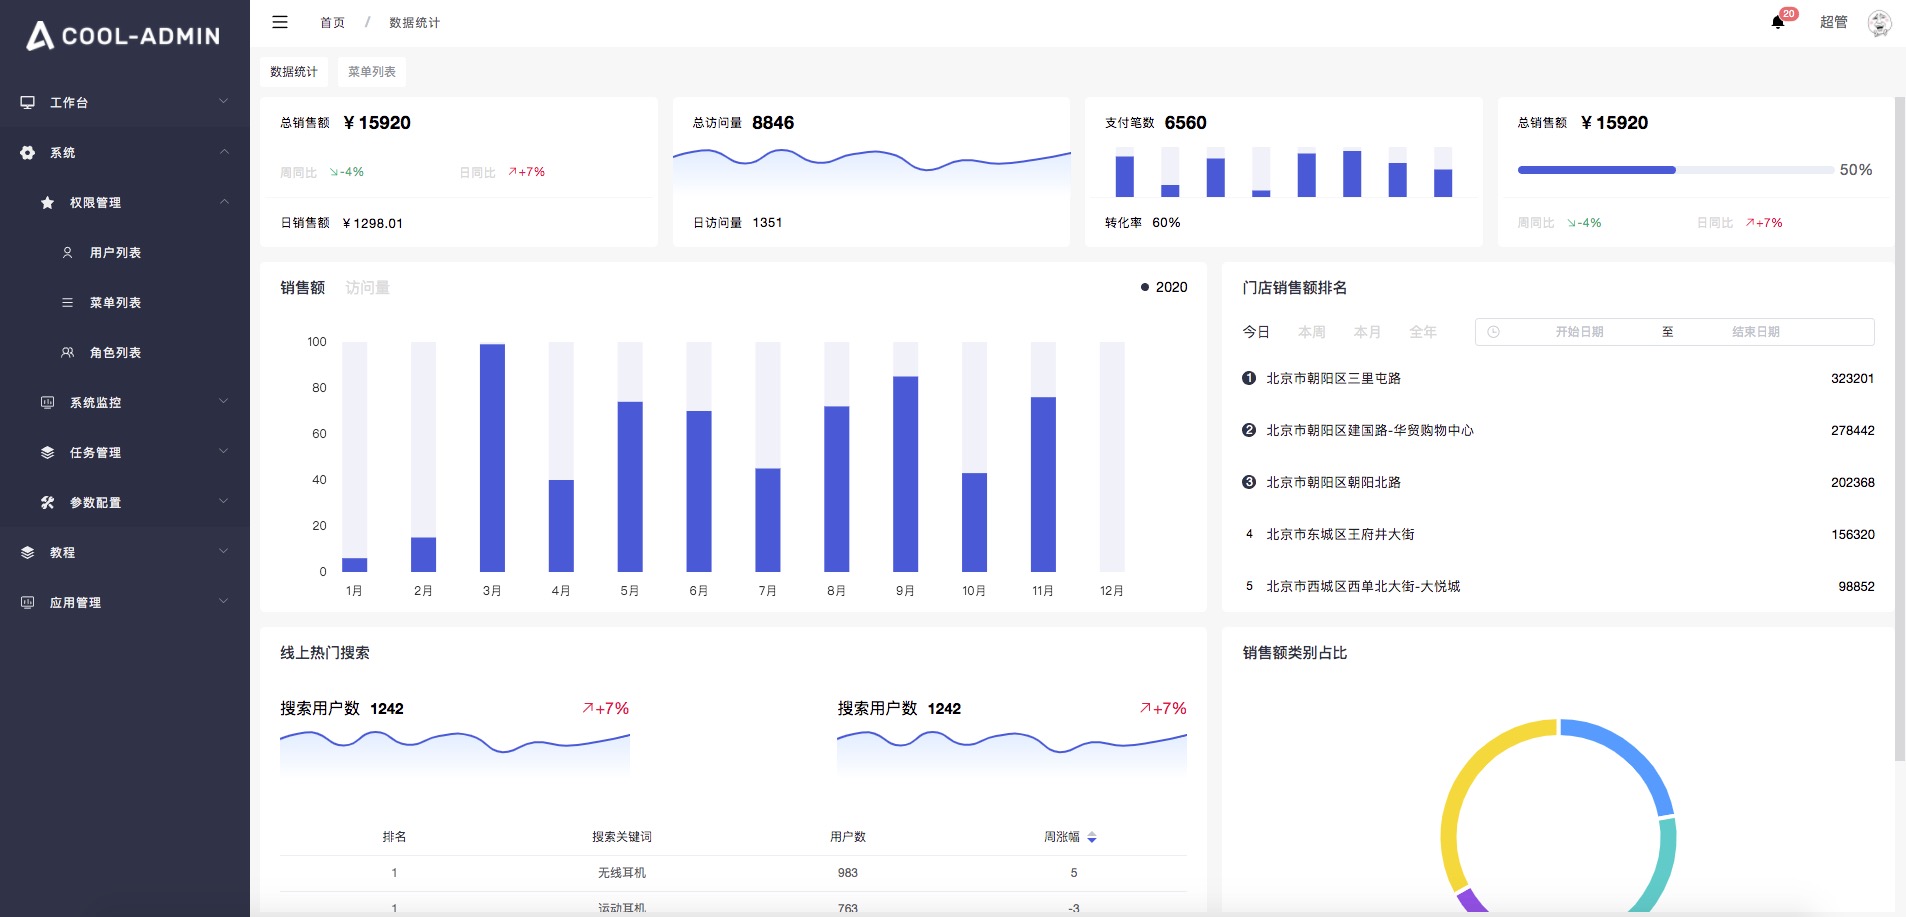 COOL-ADMIN
工作台
系统
权限管理
用户列表
菜单列表
角色列表
系统监控
任务管理
参数配置
教程
应用管理
首页 / 数据统计
20
超管
数据统计
菜单列表
总销售额 ¥ 15920
周同比 ↘-4% 日同比 ↗+7%
日销售额 ¥ 1298.01
总访问量 8846
日访问量 1351
支付笔数 6560
转化率 60%
总销售额 ¥ 15920
50%
周同比 ↘-4% 日同比 ↗+7%
销售额 访问量
2020
100
80
60
40
20
0
1月 2月 3月 4月 5月 6月 7月 8月 9月 10月 11月 12月
门店销售额排名
今日 本周 本月 全年 开始日期 至 结束日期
1 北京市朝阳区三里屯路 323201
2 北京市朝阳区建国路-华贸购物中心 278442
3 北京市朝阳区朝阳北路 202368
4 北京市东城区王府井大街 156320
5 北京市西城区西单北大街-大悦城 98852
线上热门搜索
搜索用户数 1242 ↗+7%
搜索用户数 1242 ↗+7%
排名 搜索关键词 用户数 周涨幅
1 无线耳机 983 5
1 运动耳机 763 -3
销售额类别占比